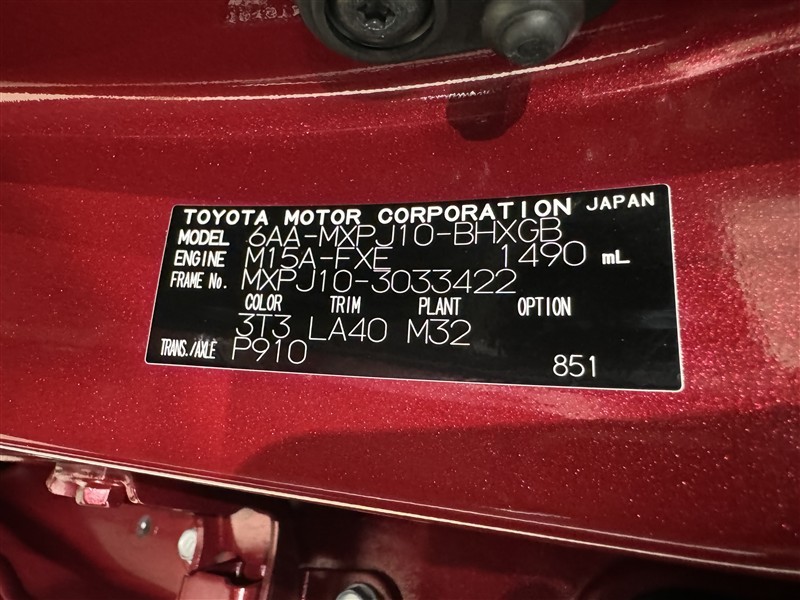 TOYOTA MOTOR CORPORATION JAPAN
MODEL 6AA-MXPJ10-BHXGB
ENGINE M15A-FXE 1490 mL
FRAME No. MXPJ10-3033422
COLOR TRIM PLANT OPTION
3T3 LA40 M32
TRANS./AXLE P910
851